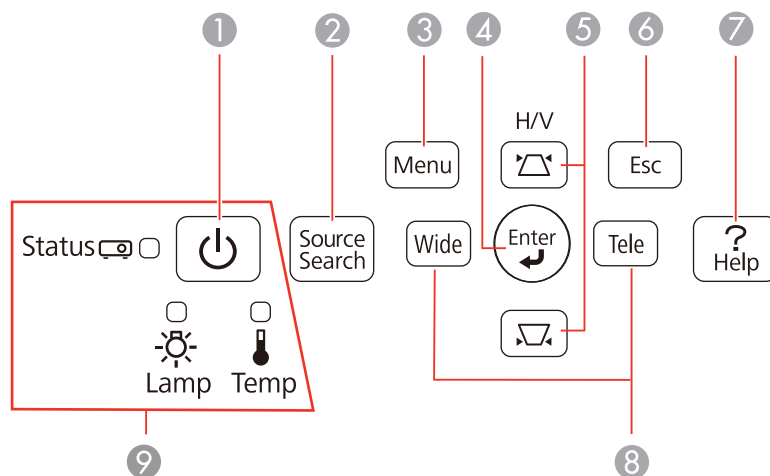 1 2 3 4 5 6 7
H/V
Menu
Esc
Status
Source
Search
Wide
Enter
Tele
?
Help
Lamp
Temp
9
8